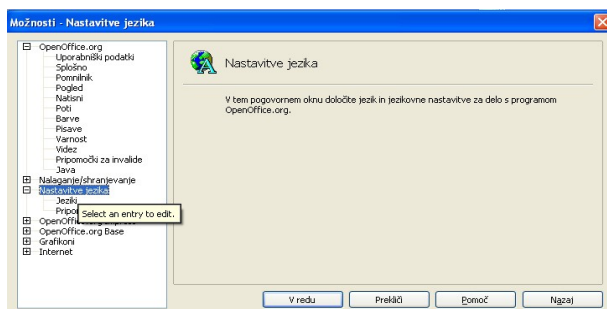 Možnosti - Nastavitve jezika
OpenOffice.org
Uporabniški podatki
Splošno
Pomnilnik
Pogled
Natisni
Poti
Barve
Pisave
Varnost
Videz
Pripomočki za invalide
Java
Nalaganje/shranjevanje
Nastavitve jezika
Jeziki
Select an entry to edit.
OpenOffice.org Base
Grafikoni
Internet
Nastavitve jezika
V tem pogovornem oknu določite jezik in jezikovne nastavitve za delo s programom
OpenOffice.org.
V redu
Prekliči
Pomoč
Nazaj